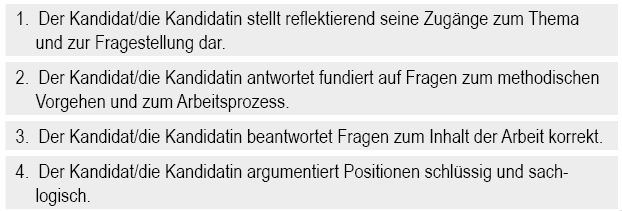 1. Der Kandidat/die Kandidatin stellt reflektierend seine Zugänge zum Thema
und zur Fragestellung dar.
2. Der Kandidat/die Kandidatin antwortet fundiert auf Fragen zum methodischen
Vorgehen und zum Arbeitsprozess.
3. Der Kandidat/die Kandidatin beantwortet Fragen zum Inhalt der Arbeit korrekt.
4. Der Kandidat/die Kandidatin argumentiert Positionen schlüssig und sach-
logisch.